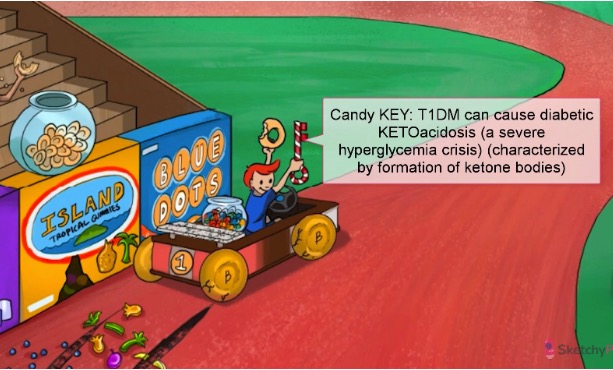 Candy KEY: T1DM can cause diabetic
KETOacidosis (a severe
hyperglycemia crisis) (characterized
by formation of ketone bodies)
BLUE
DOTS
ISLAND
TROPICAL GUMMIES
1
B
B
Sketchy